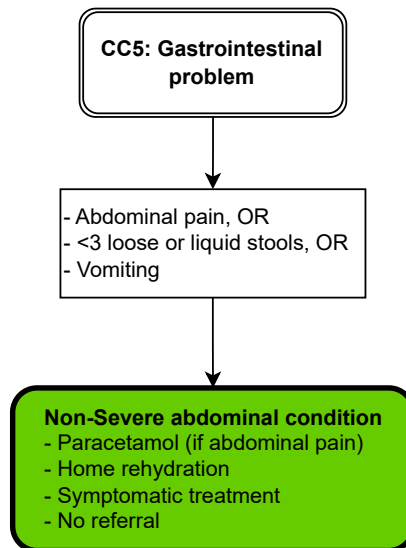 CC5: Gastrointestinal
problem
- Abdominal pain, OR
- <3 loose or liquid stools, OR
- Vomiting
Non-Severe abdominal condition
- Paracetamol (if abdominal pain)
- Home rehydration
- Symptomatic treatment
- No referral